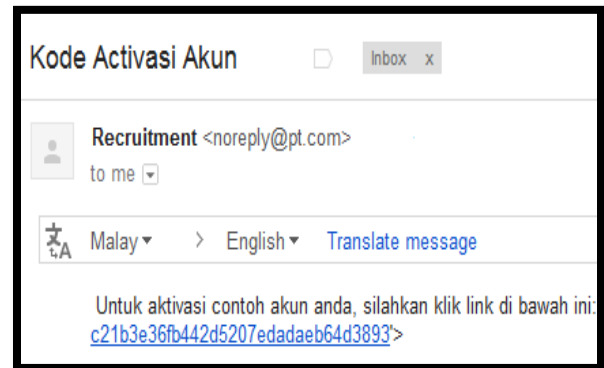 Kode Activasi Akun Inbox x
Recruitment <noreply@pt.com>
to me
Malay > English Translate message
Untuk aktivasi contoh akun anda, silahkan klik link di bawah ini:
c21b3e36fb442d5207edadaeb64d3893'>